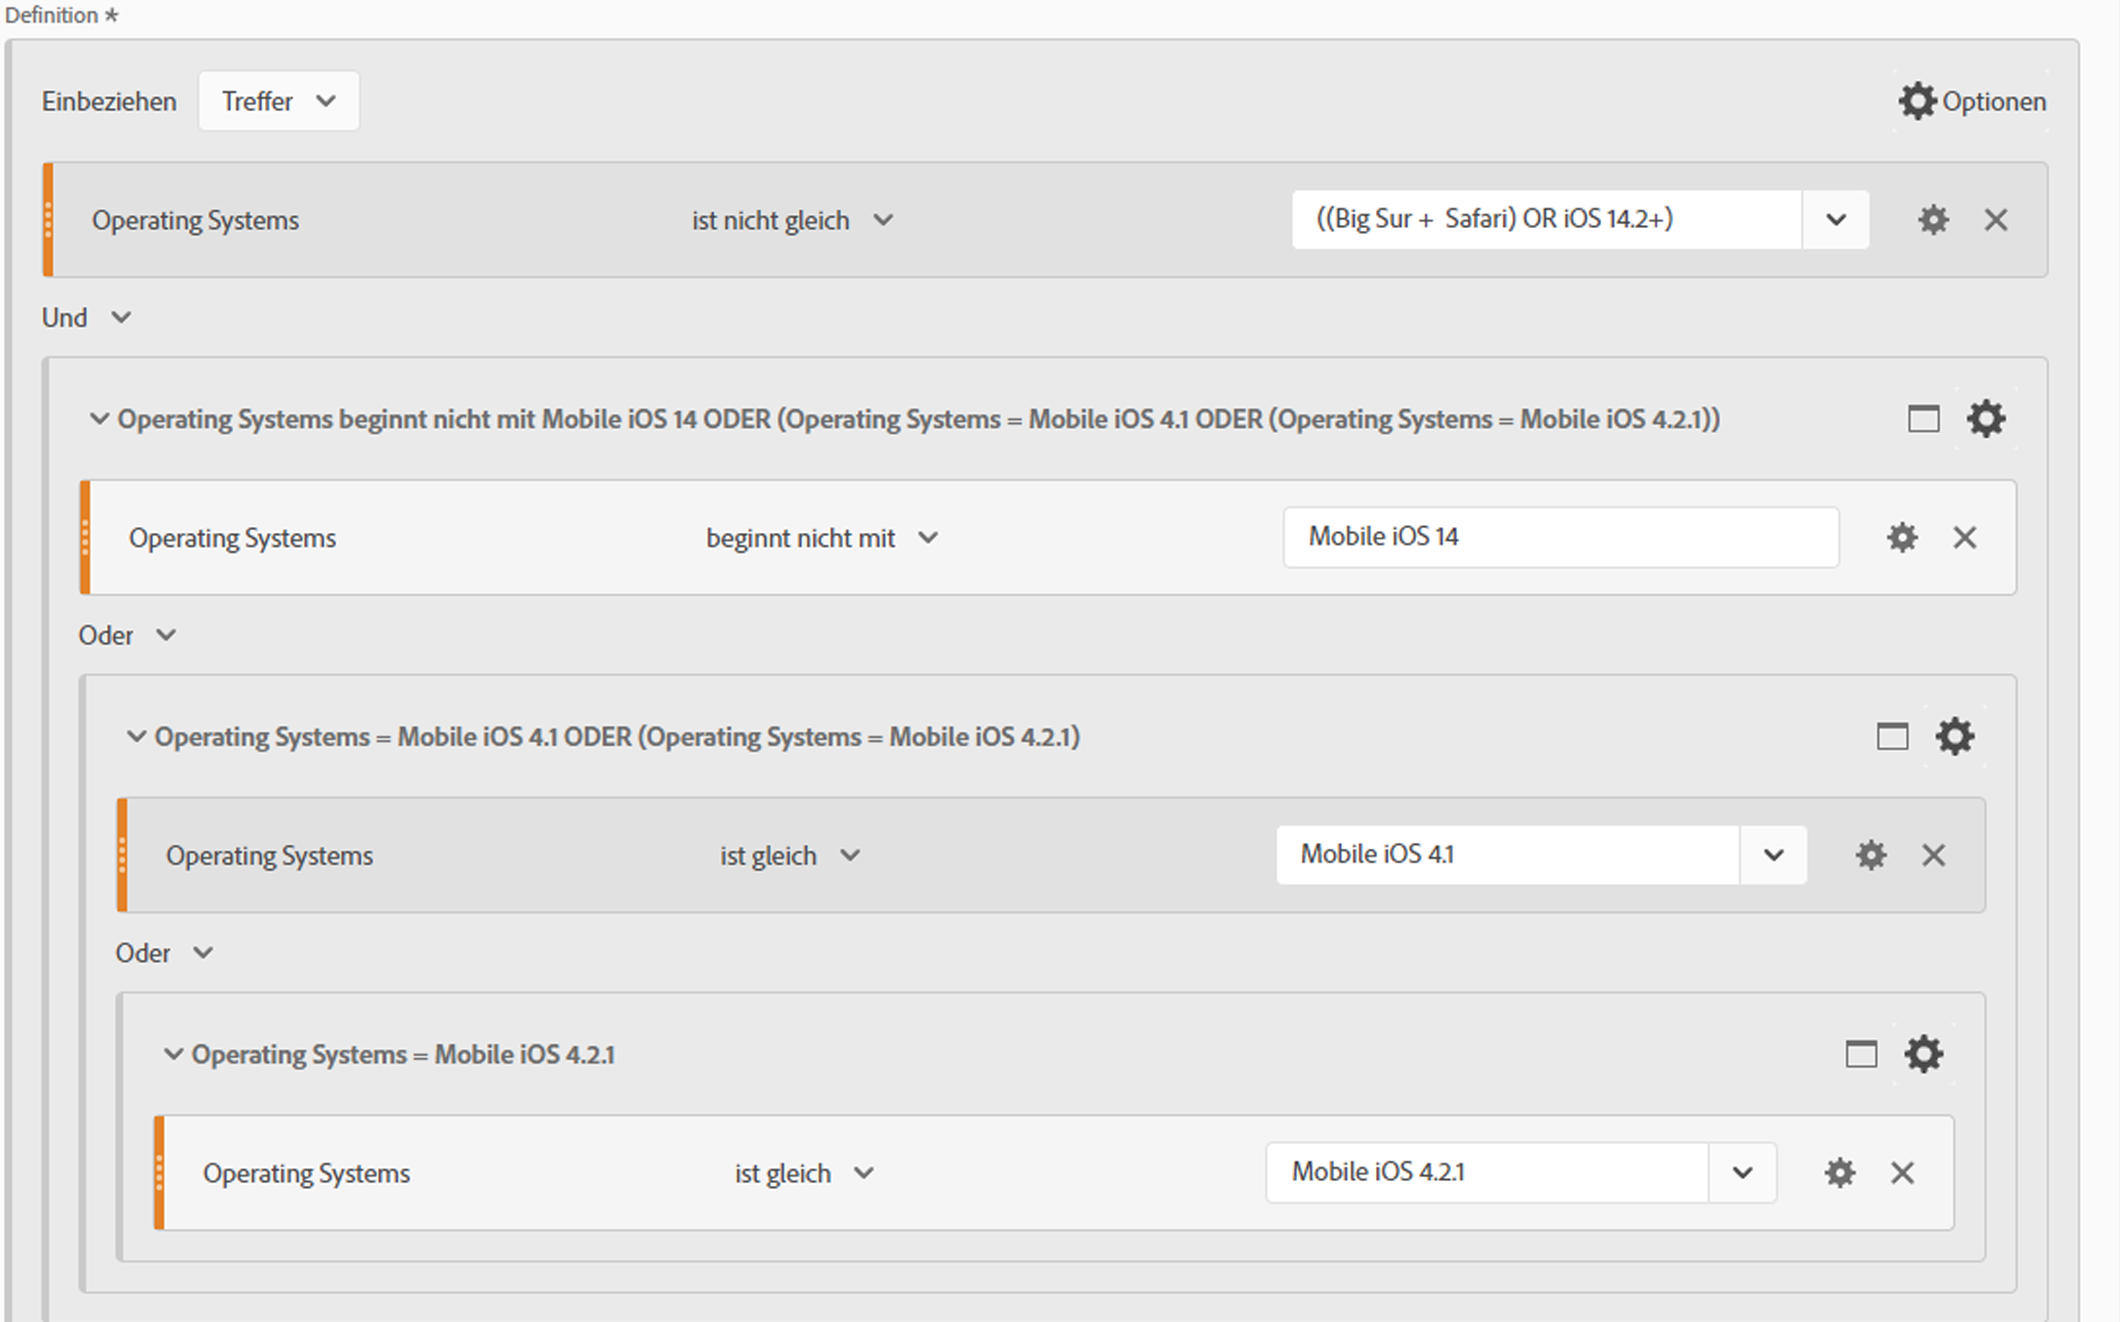 Definition *
Einbeziehen Treffer Optionen
Operating Systems ist nicht gleich ((Big Sur + Safari) OR iOS 14.2+)
Und
Operating Systems beginnt nicht mit Mobile iOS 14 ODER (Operating Systems = Mobile iOS 4.1 ODER (Operating Systems = Mobile iOS 4.2.1))
Operating Systems beginnt nicht mit Mobile iOS 14
Oder
Operating Systems = Mobile iOS 4.1 ODER (Operating Systems = Mobile iOS 4.2.1)
Operating Systems ist gleich Mobile iOS 4.1
Oder
Operating Systems = Mobile iOS 4.2.1
Operating Systems ist gleich Mobile iOS 4.2.1